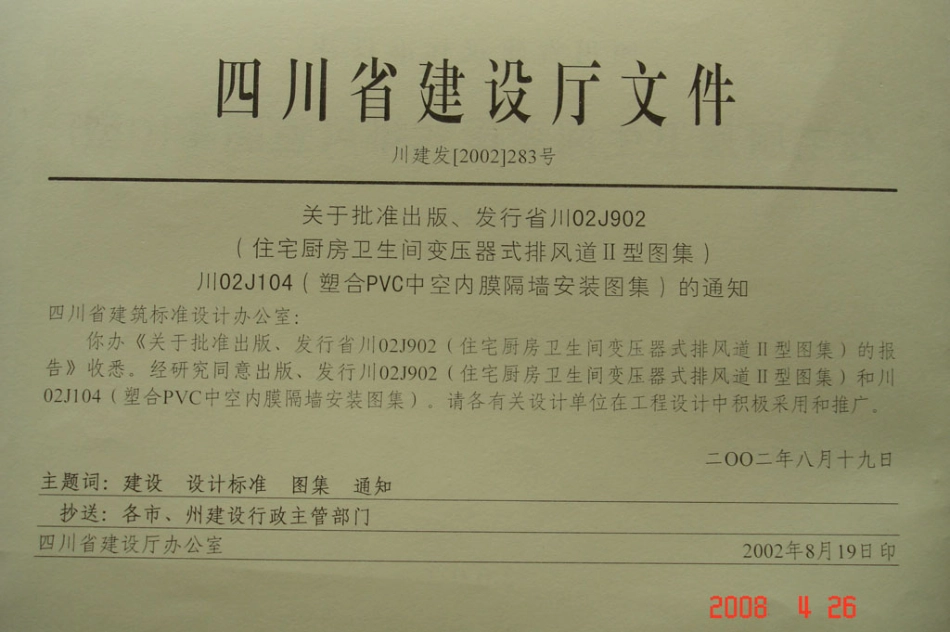 四川省建设厅文件
川建发[2002]283号
关于批准出版、发行省川02J902
（住宅厨房卫生间变压器式排风道Ⅱ型图集）
川02J104（塑合PVC中空内膜隔墙安装图集）的通知
四川省建筑标准设计办公室：
你办《关于批准出版、发行省川02J902（住宅厨房卫生间变压器式排风道Ⅱ型图集）的报
告》收悉。经研究同意出版、发行川02J902（住宅厨房卫生间变压器式排风道Ⅱ型图集）和川
02J104（塑合PVC中空内膜隔墙安装图集）。请各有关设计单位在工程设计中积极采用和推广。
二OO二年八月十九日
主题词：建设 设计标准 图集 通知
抄送：各市、州建设行政主管部门
四川省建设厅办公室 2002年8月19日印
2008 4 26